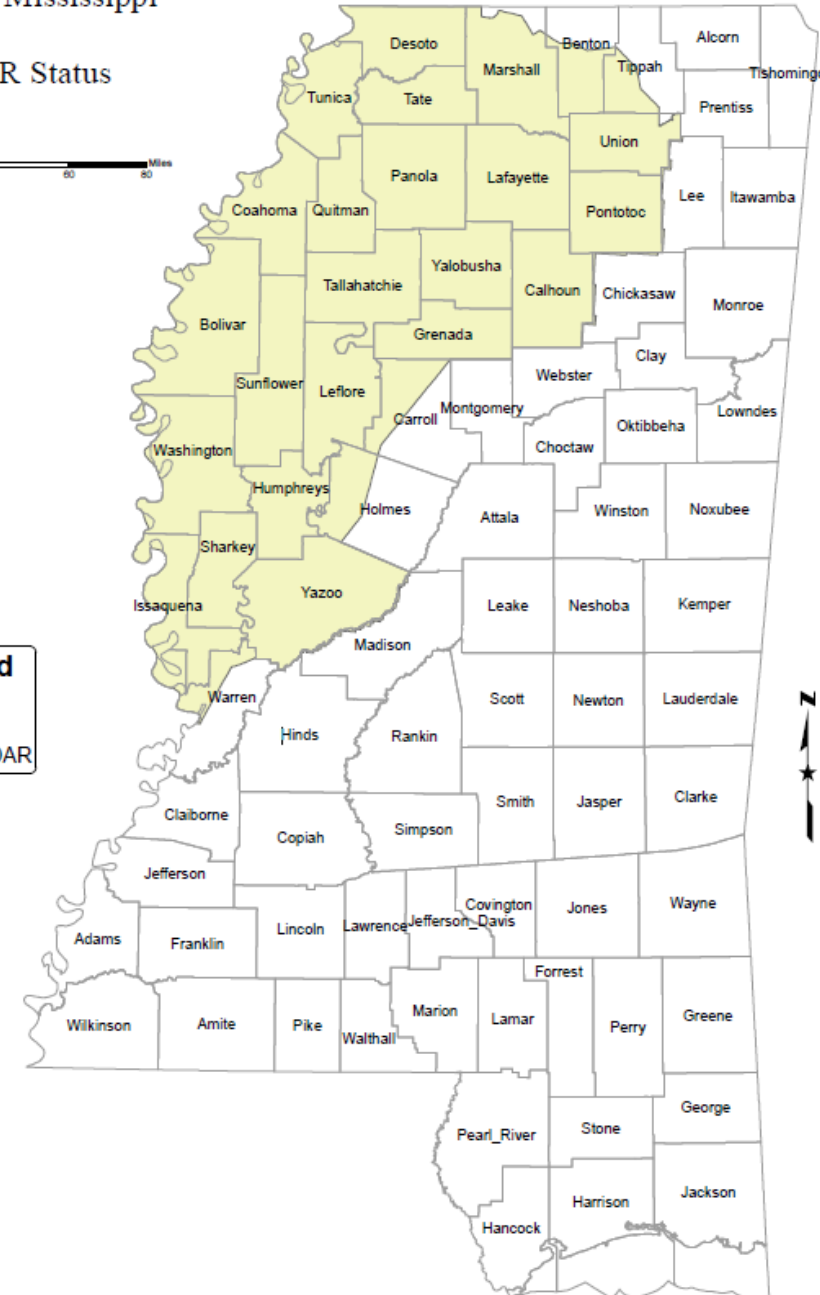 Mississippi
R Status
Miles
60
80
d
DAR
Desoto
Benton
Alcorn
Tippah
Tishomingo
Marshall
Tunica
Tate
Prentiss
Union
Panola
Lafayette
Lee
Itawamba
Coahoma
Quitman
Pontotoc
Yalobusha
Tallahatchie
Calhoun
Chickasaw
Monroe
Bolivar
Grenada
Clay
Webster
Sunflower
Leflore
Montgomery
Carroll
Lowndes
Oktibbeha
Washington
Choctaw
Humphreys
Holmes
Attala
Winston
Noxubee
Sharkey
Yazoo
Issaquena
Leake
Neshoba
Kemper
Madison
Warren
Scott
Newton
Lauderdale
N
Hinds
Rankin
Smith
Jasper
Clarke
Claiborne
Copiah
Simpson
Jefferson
Covington
Jones
Wayne
Lincoln
Lawrence
Jefferson_Davis
Adams
Franklin
Forrest
Wilkinson
Amite
Pike
Walthall
Marion
Lamar
Perry
Greene
George
Pearl_River
Stone
Harrison
Jackson
Hancock